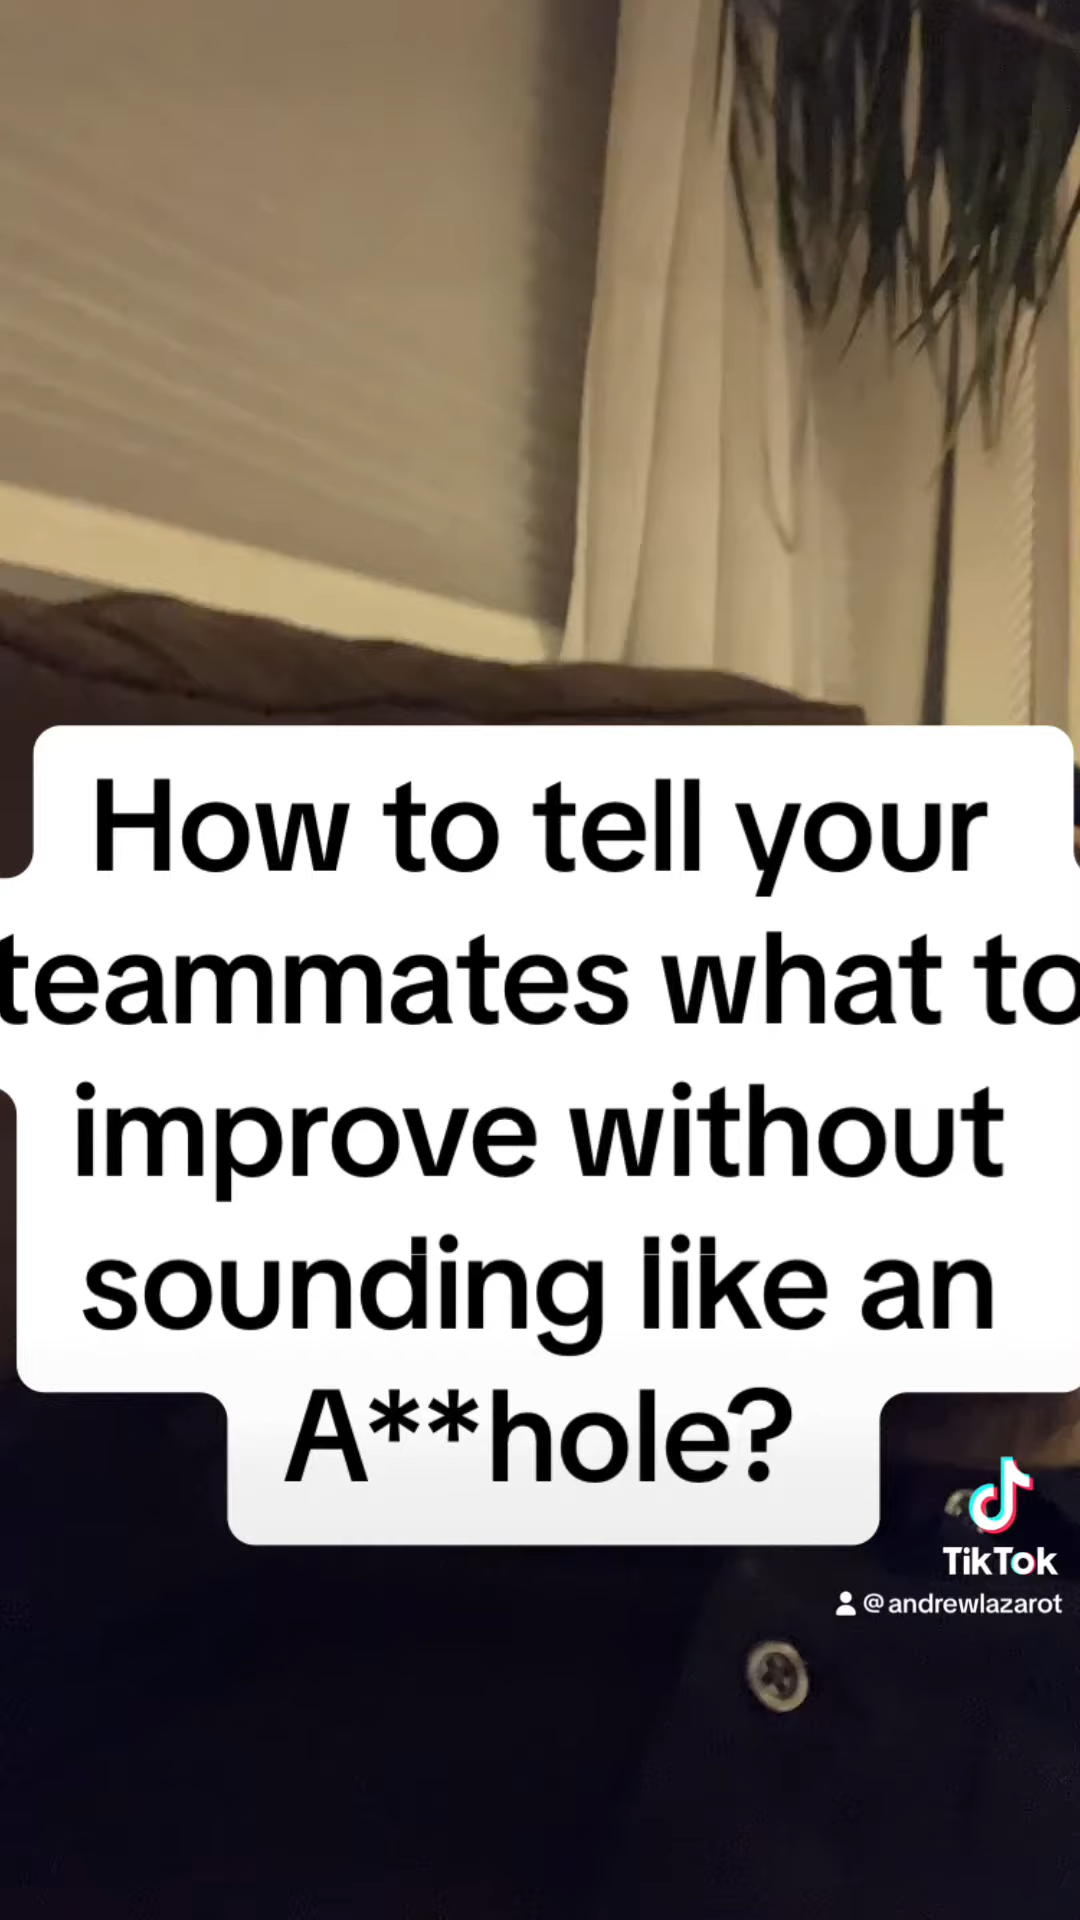 How to tell your
teammates what to
improve without
sounding like an
A**hole?
TikTok
@andrewlazarot